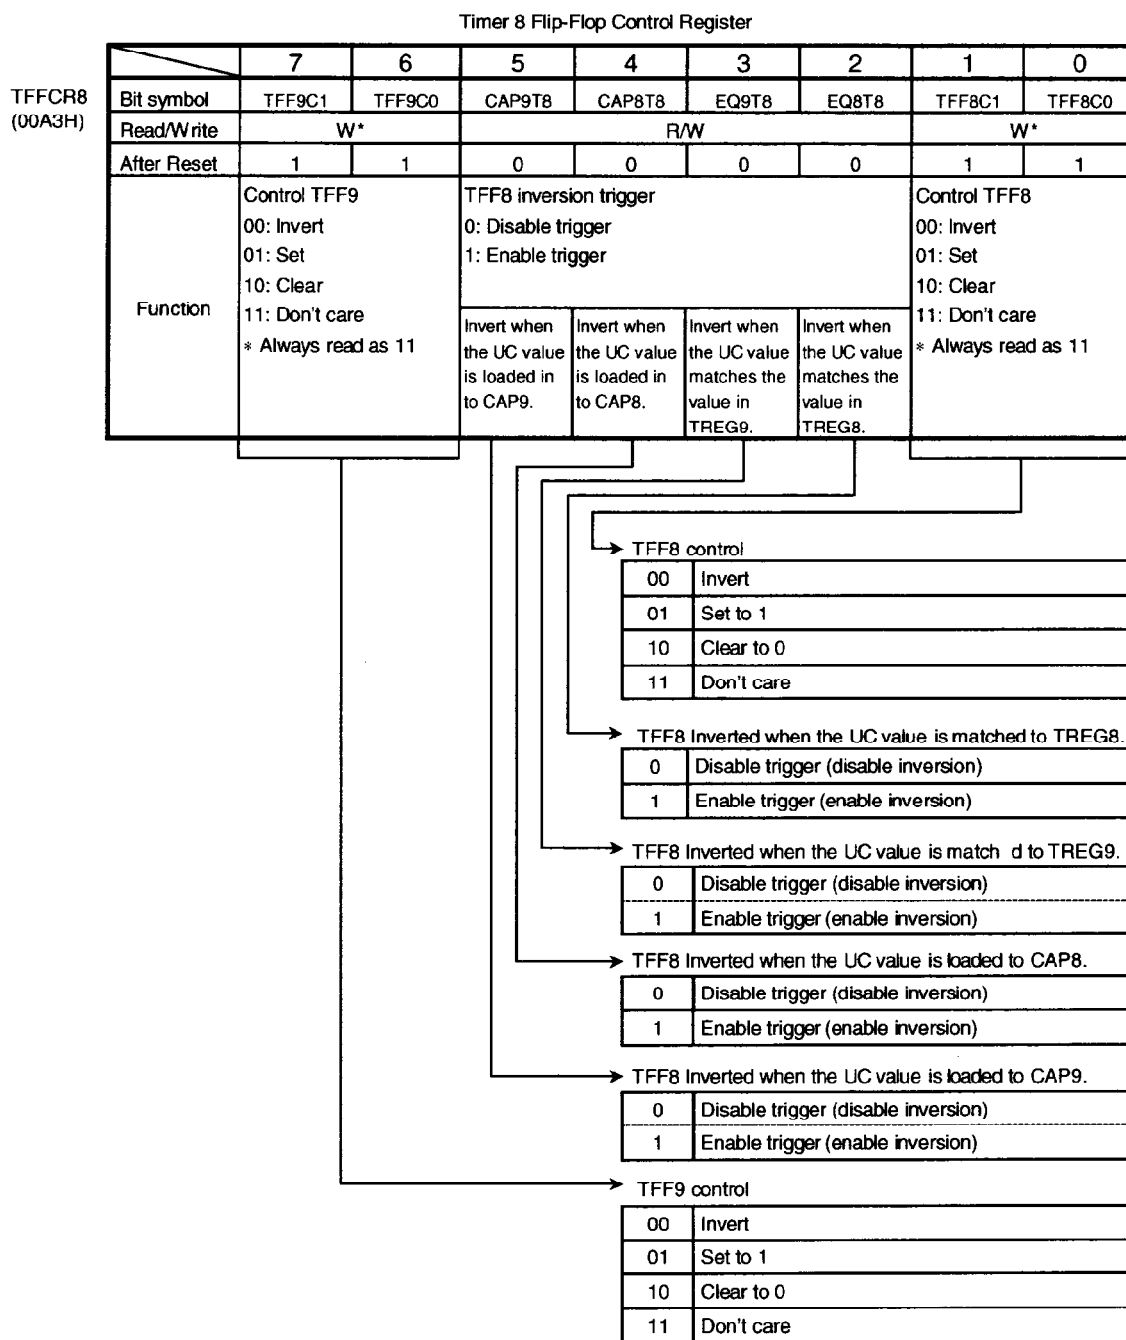 Timer 8 Flip-Flop Control Register
7 6 5 4 3 2 1 0
TFFCR8
(00A3H)
Bit symbol TFF9C1 TFF9C0 CAP9T8 CAP8T8 EQ9T8 EQ8T8 TFF8C1 TFF8C0
Read/Write W* R/W W*
After Reset 1 1 0 0 0 0 1 1
Function
Control TFF9
00: Invert
01: Set
10: Clear
11: Don't care
* Always read as 11
TFF8 inversion trigger
0: Disable trigger
1: Enable trigger
Invert when
the UC value
is loaded in
to CAP9.
Invert when
the UC value
is loaded in
to CAP8.
Invert when
the UC value
matches the
value in
TREG9.
Invert when
the UC value
matches the
value in
TREG8.
Control TFF8
00: Invert
01: Set
10: Clear
11: Don't care
* Always read as 11
TFF8 control
00 Invert
01 Set to 1
10 Clear to 0
11 Don't care
TFF8 Inverted when the UC value is matched to TREG8.
0 Disable trigger (disable inversion)
1 Enable trigger (enable inversion)
TFF8 Inverted when the UC value is match d to TREG9.
0 Disable trigger (disable inversion)
1 Enable trigger (enable inversion)
TFF8 Inverted when the UC value is loaded to CAP8.
0 Disable trigger (disable inversion)
1 Enable trigger (enable inversion)
TFF8 Inverted when the UC value is loaded to CAP9.
0 Disable trigger (disable inversion)
1 Enable trigger (enable inversion)
TFF9 control
00 Invert
01 Set to 1
10 Clear to 0
11 Don't care